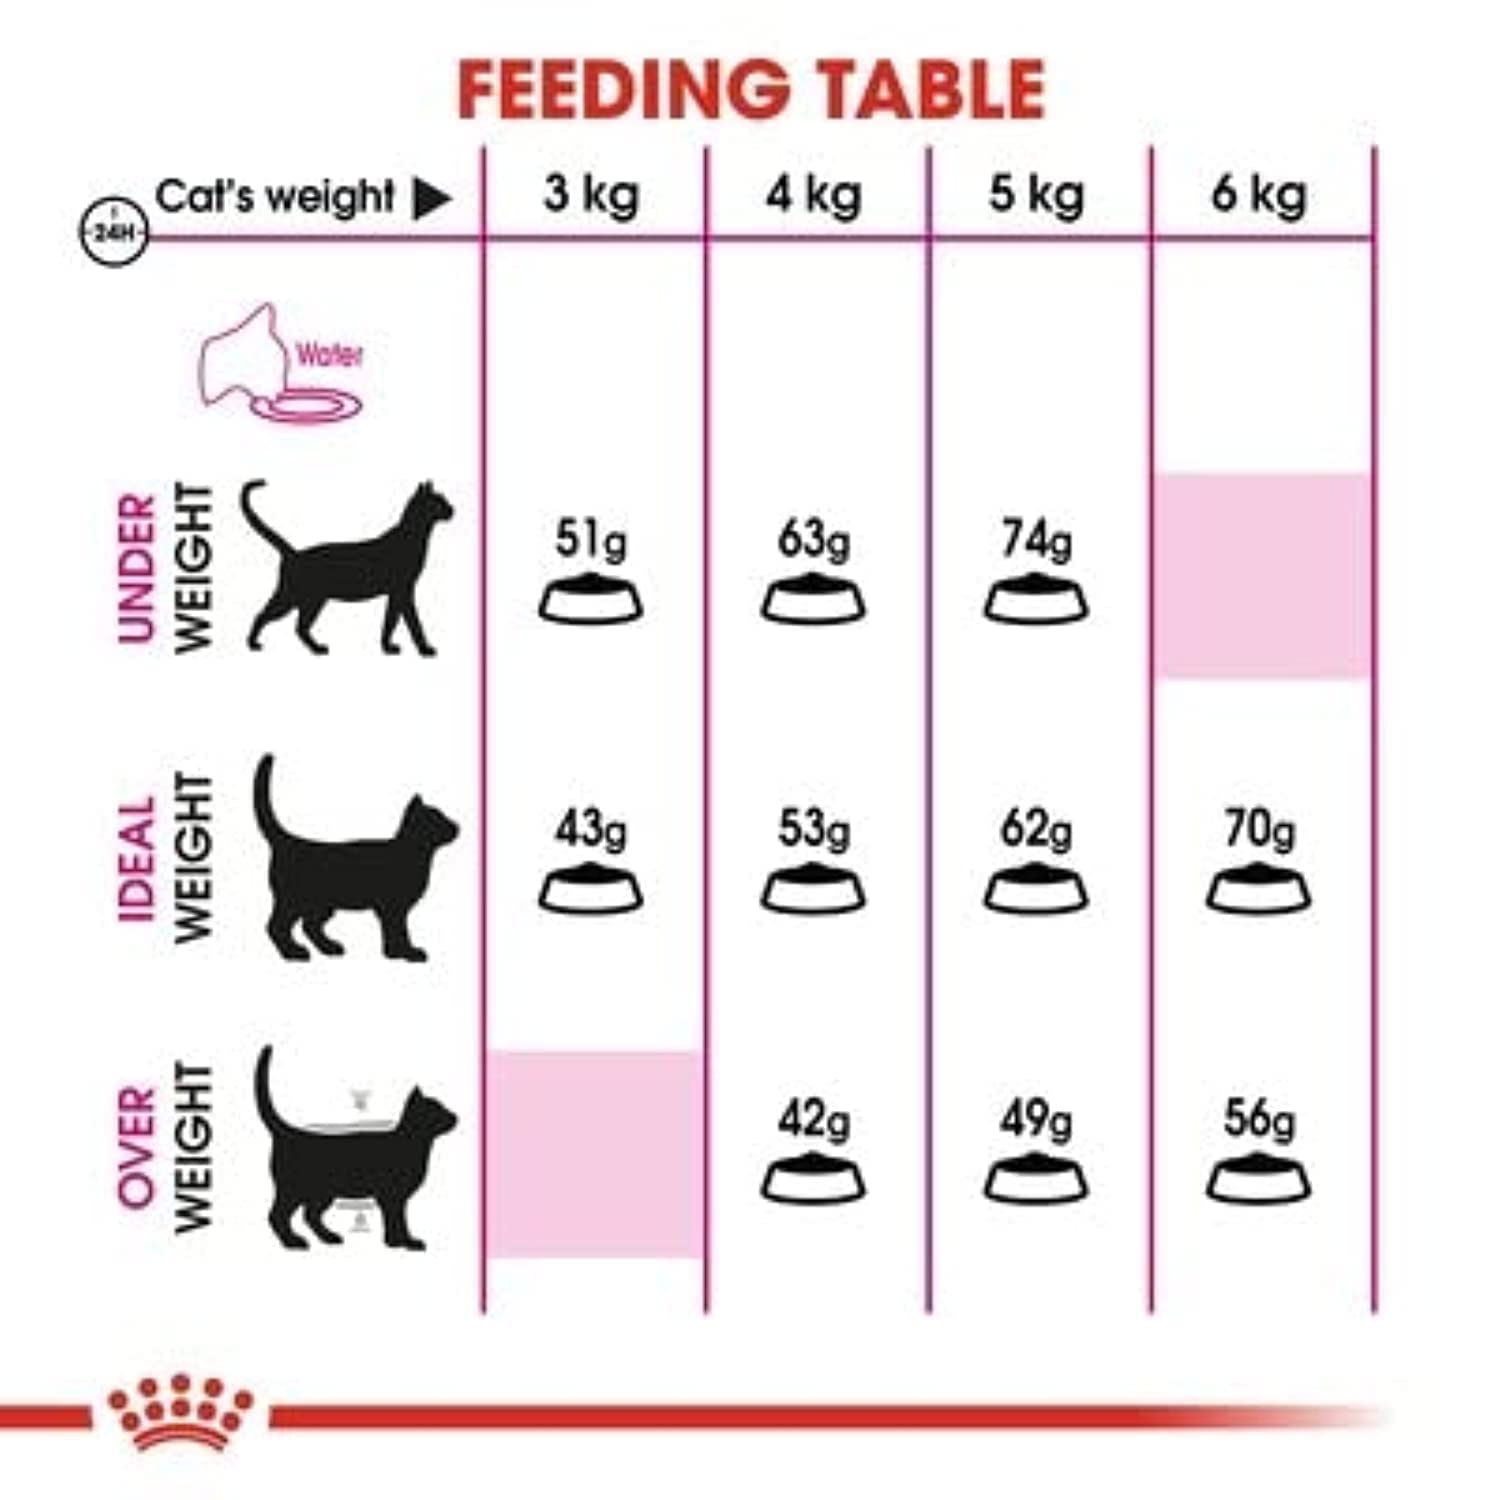 FEEDING TABLE
Cat's weight 3 kg 4 kg 5 kg 6 kg
24H
Water
UNDER
WEIGHT
51g 63g 74g
IDEAL
WEIGHT
43g 53g 62g 70g
OVER
WEIGHT
42g 49g 56g